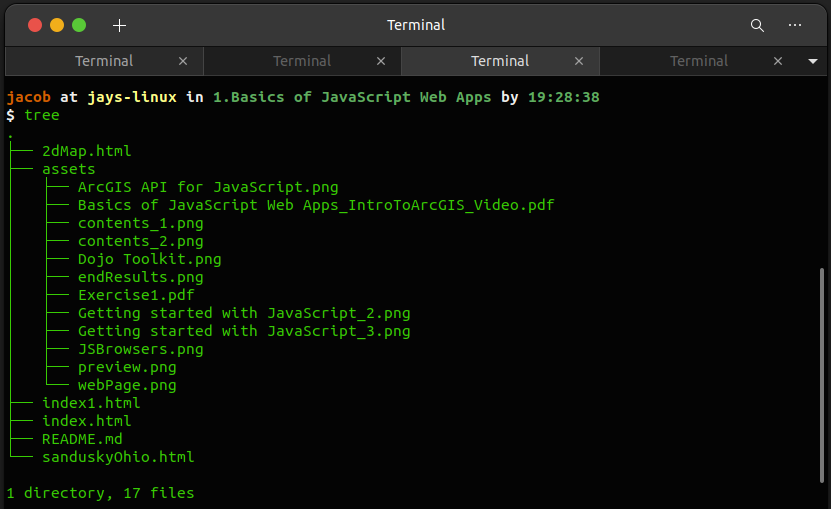 Terminal
Terminal Terminal Terminal Terminal
jacob at jays-linux in 1.Basics of JavaScript Web Apps by 19:28:38
$ tree
.
├── 2dMap.html
├── assets
│   ├── ArcGIS API for JavaScript.png
│   ├── Basics of JavaScript Web Apps_IntroToArcGIS_Video.pdf
│   ├── contents_1.png
│   ├── contents_2.png
│   ├── Dojo Toolkit.png
│   ├── endResults.png
│   ├── Exercise1.pdf
│   ├── Getting started with JavaScript_2.png
│   ├── Getting started with JavaScript_3.png
│   ├── JSBrowsers.png
│   ├── preview.png
│   └── webPage.png
├── index1.html
├── index.html
├── README.md
└── sanduskyOhio.html
1 directory, 17 files